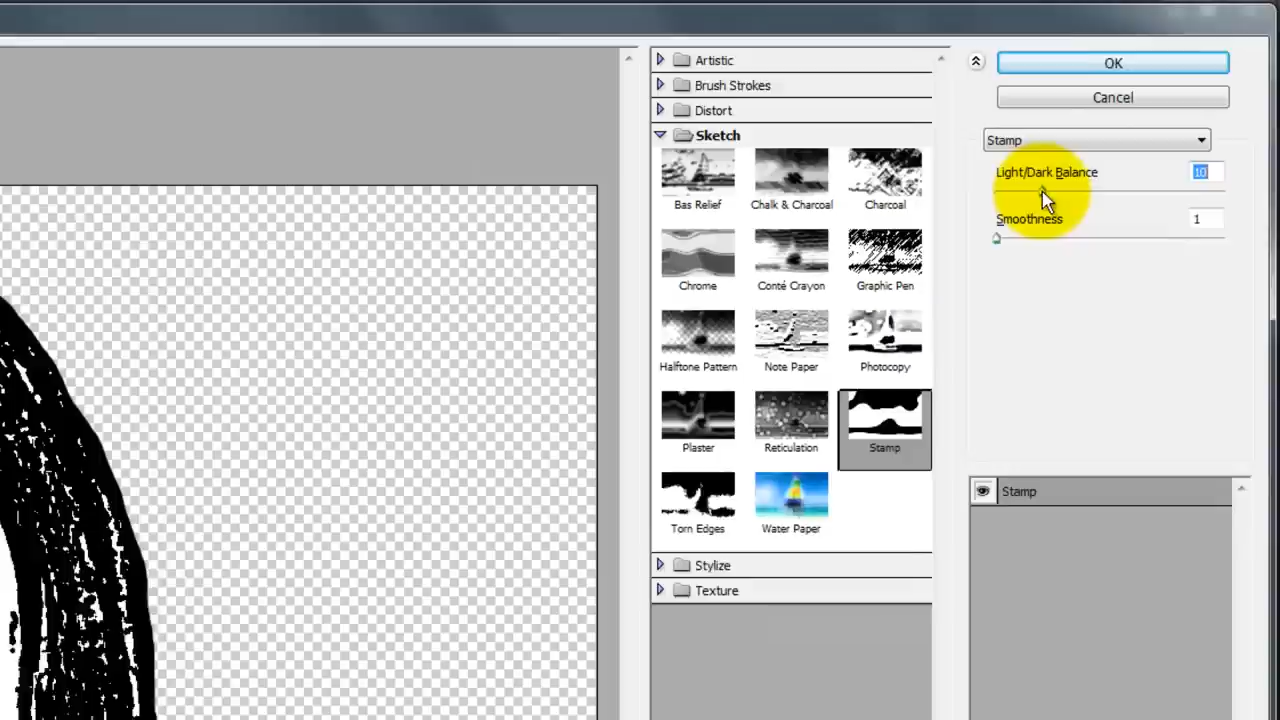 Artistic
Brush Strokes
Distort
Sketch
Bas Relief
Chalk & Charcoal
Charcoal
Chrome
Conté Crayon
Graphic Pen
Halftone Pattern
Note Paper
Photocopy
Plaster
Reticulation
Stamp
Torn Edges
Water Paper
Stylize
Texture
OK
Cancel
Stamp
Light/Dark Balance 10
Smoothness 1
Stamp